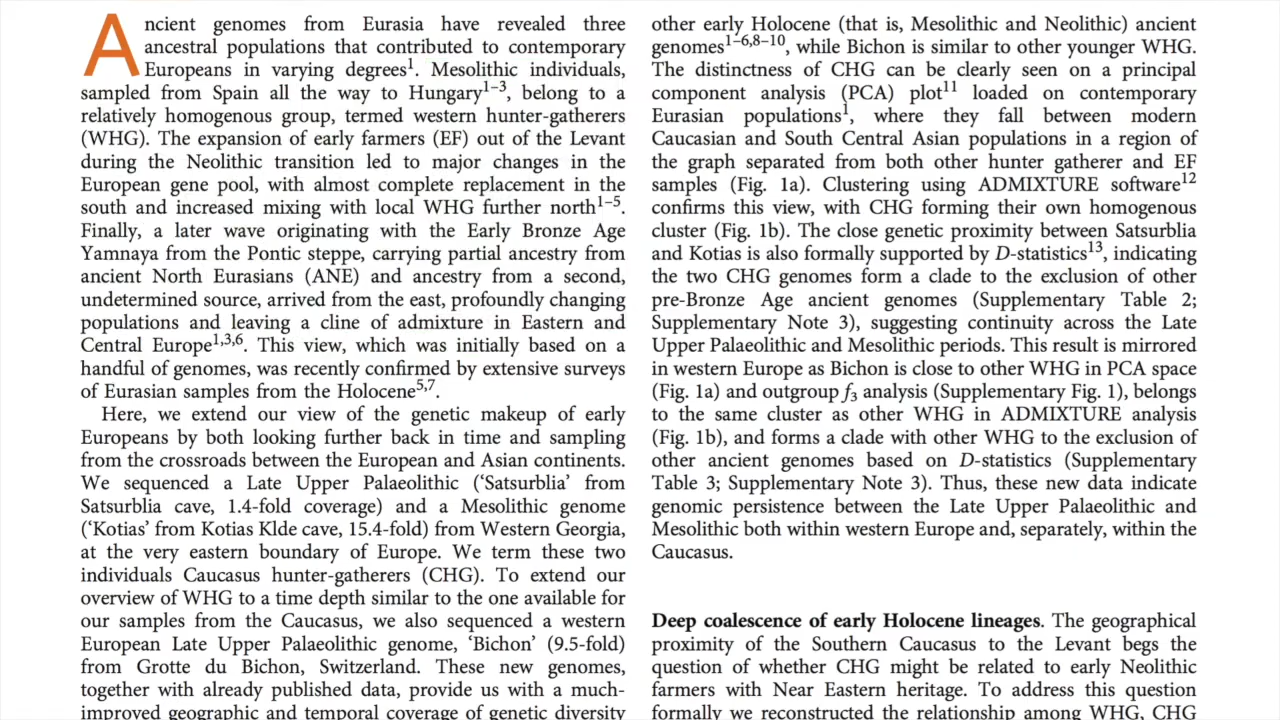 Ancient genomes from Eurasia have revealed three
ancestral populations that contributed to contemporary
Europeans in varying degrees1. Mesolithic individuals,
sampled from Spain all the way to Hungary1–3, belong to a
relatively homogenous group, termed western hunter-gatherers
(WHG). The expansion of early farmers (EF) out of the Levant
during the Neolithic transition led to major changes in the
European gene pool, with almost complete replacement in the
south and increased mixing with local WHG further north1–5.
Finally, a later wave originating with the Early Bronze Age
Yamnaya from the Pontic steppe, carrying partial ancestry from
ancient North Eurasians (ANE) and ancestry from a second,
undetermined source, arrived from the east, profoundly changing
populations and leaving a cline of admixture in Eastern and
Central Europe1,3,6. This view, which was initially based on a
handful of genomes, was recently confirmed by extensive surveys
of Eurasian samples from the Holocene5,7.
Here, we extend our view of the genetic makeup of early
Europeans by both looking further back in time and sampling
from the crossroads between the European and Asian continents.
We sequenced a Late Upper Palaeolithic (‘Satsurblia’ from
Satsurblia cave, 1.4-fold coverage) and a Mesolithic genome
(‘Kotias’ from Kotias Klde cave, 15.4-fold) from Western Georgia,
at the very eastern boundary of Europe. We term these two
individuals Caucasus hunter-gatherers (CHG). To extend our
overview of WHG to a time depth similar to the one available for
our samples from the Caucasus, we also sequenced a western
European Late Upper Palaeolithic genome, ‘Bichon’ (9.5-fold)
from Grotte du Bichon, Switzerland. These new genomes,
together with already published data, provide us with a much-
improved geographic and temporal coverage of genetic diversity
other early Holocene (that is, Mesolithic and Neolithic) ancient
genomes1–6,8–10, while Bichon is similar to other younger WHG.
The distinctness of CHG can be clearly seen on a principal
component analysis (PCA) plot11 loaded on contemporary
Eurasian populations1, where they fall between modern
Caucasian and South Central Asian populations in a region of
the graph separated from both other hunter gatherer and EF
samples (Fig. 1a). Clustering using ADMIXTURE software12
confirms this view, with CHG forming their own homogenous
cluster (Fig. 1b). The close genetic proximity between Satsurblia
and Kotias is also formally supported by D-statistics13, indicating
the two CHG genomes form a clade to the exclusion of other
pre-Bronze Age ancient genomes (Supplementary Table 2;
Supplementary Note 3), suggesting continuity across the Late
Upper Palaeolithic and Mesolithic periods. This result is mirrored
in western Europe as Bichon is close to other WHG in PCA space
(Fig. 1a) and outgroup f3 analysis (Supplementary Fig. 1), belongs
to the same cluster as other WHG in ADMIXTURE analysis
(Fig. 1b), and forms a clade with other WHG to the exclusion of
other ancient genomes based on D-statistics (Supplementary
Table 3; Supplementary Note 3). Thus, these new data indicate
genomic persistence between the Late Upper Palaeolithic and
Mesolithic both within western Europe and, separately, within the
Caucasus.
Deep coalescence of early Holocene lineages. The geographical
proximity of the Southern Caucasus to the Levant begs the
question of whether CHG might be related to early Neolithic
farmers with Near Eastern heritage. To address this question
formally we reconstructed the relationship among WHG, CHG